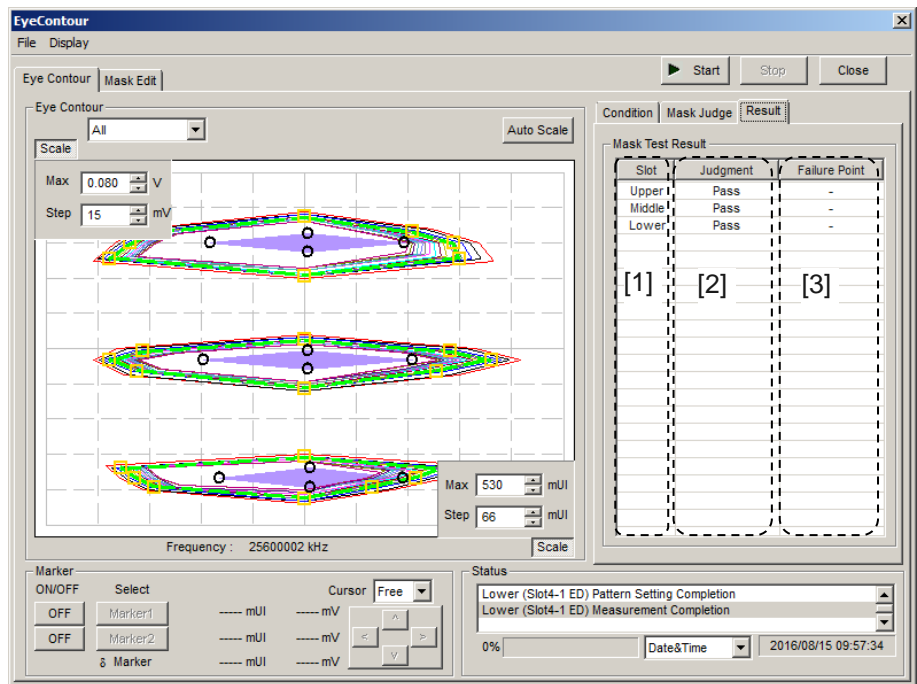 EyeContour
File Display
Start Stop Close
Eye Contour Mask Edit
Eye Contour
All
Auto Scale
Scale
Max 0.080 V
Step 15 mV
Max 530 mUI
Step 66 mUI
Frequency : 25600002 kHz
Scale
Condition Mask Judge Result
Mask Test Result
Slot Judgment Failure Point
Upper Pass -
Middle Pass -
Lower Pass -
[1] [2] [3]
Marker
ON/OFF Select Cursor Free
OFF Marker1 ----- mUI ----- mV
OFF Marker2 ----- mUI ----- mV
δ Marker ----- mUI ----- mV
Status
Lower (Slot4-1 ED) Pattern Setting Completion
Lower (Slot4-1 ED) Measurement Completion
0% Date&Time 2016/08/15 09:57:34